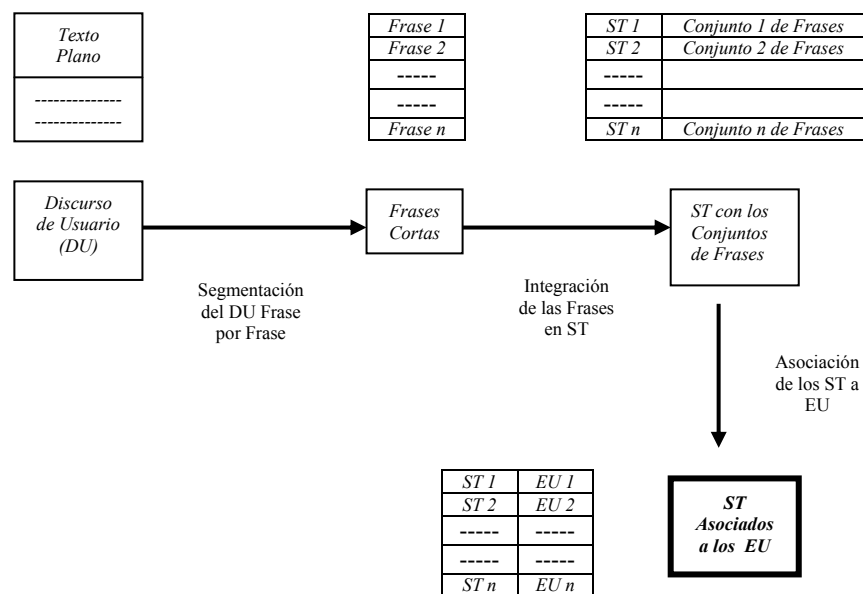 Texto
Plano
--------------
--------------
Frase 1
Frase 2
-----
-----
Frase n
ST 1 Conjunto 1 de Frases
ST 2 Conjunto 2 de Frases
-----
-----
ST n Conjunto n de Frases
Discurso
de Usuario
(DU)
Frases
Cortas
ST con los
Conjuntos
de Frases
Segmentación
del DU Frase
por Frase
Integración
de las Frases
en ST
Asociación
de los ST a
EU
ST 1 EU 1
ST 2 EU 2
----- -----
----- -----
ST n EU n
ST
Asociados
a los EU